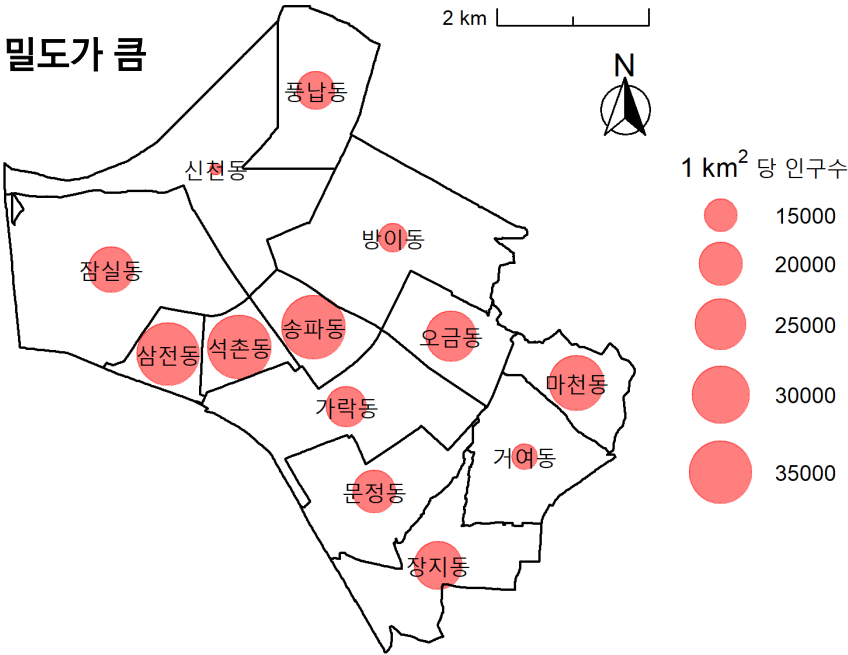 밀도가 큼
2 km
N
풍납동
신천동
방이동
잠실동
송파동
오금동
삼전동
석촌동
마천동
가락동
거여동
문정동
장지동
1 km² 당 인구수
15000
20000
25000
30000
35000